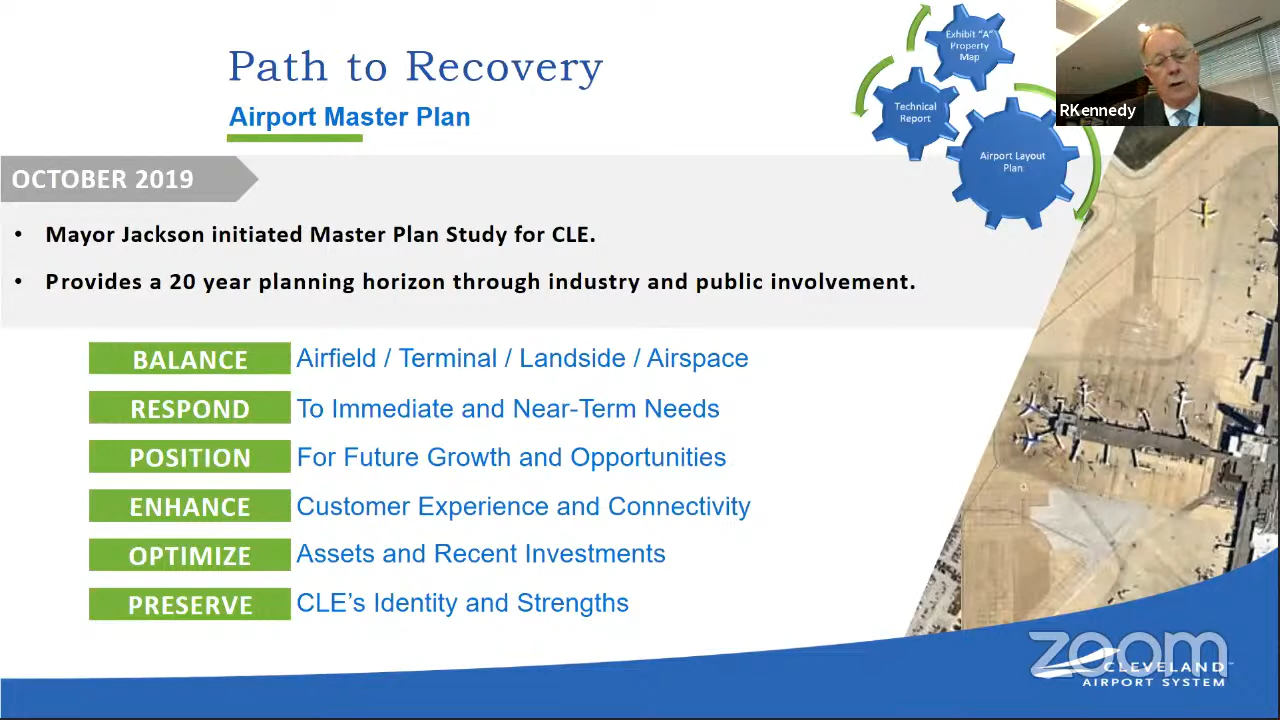 Path to Recovery
Airport Master Plan
Exhibit "A"
Property
Map
Technical
Report
Airport Layout
Plan
RKennedy
OCTOBER 2019
• Mayor Jackson initiated Master Plan Study for CLE.
• Provides a 20 year planning horizon through industry and public involvement.
BALANCE Airfield / Terminal / Landside / Airspace
RESPOND To Immediate and Near-Term Needs
POSITION For Future Growth and Opportunities
ENHANCE Customer Experience and Connectivity
OPTIMIZE Assets and Recent Investments
PRESERVE CLE's Identity and Strengths
zoom
CLEVELAND™
AIRPORT SYSTEM